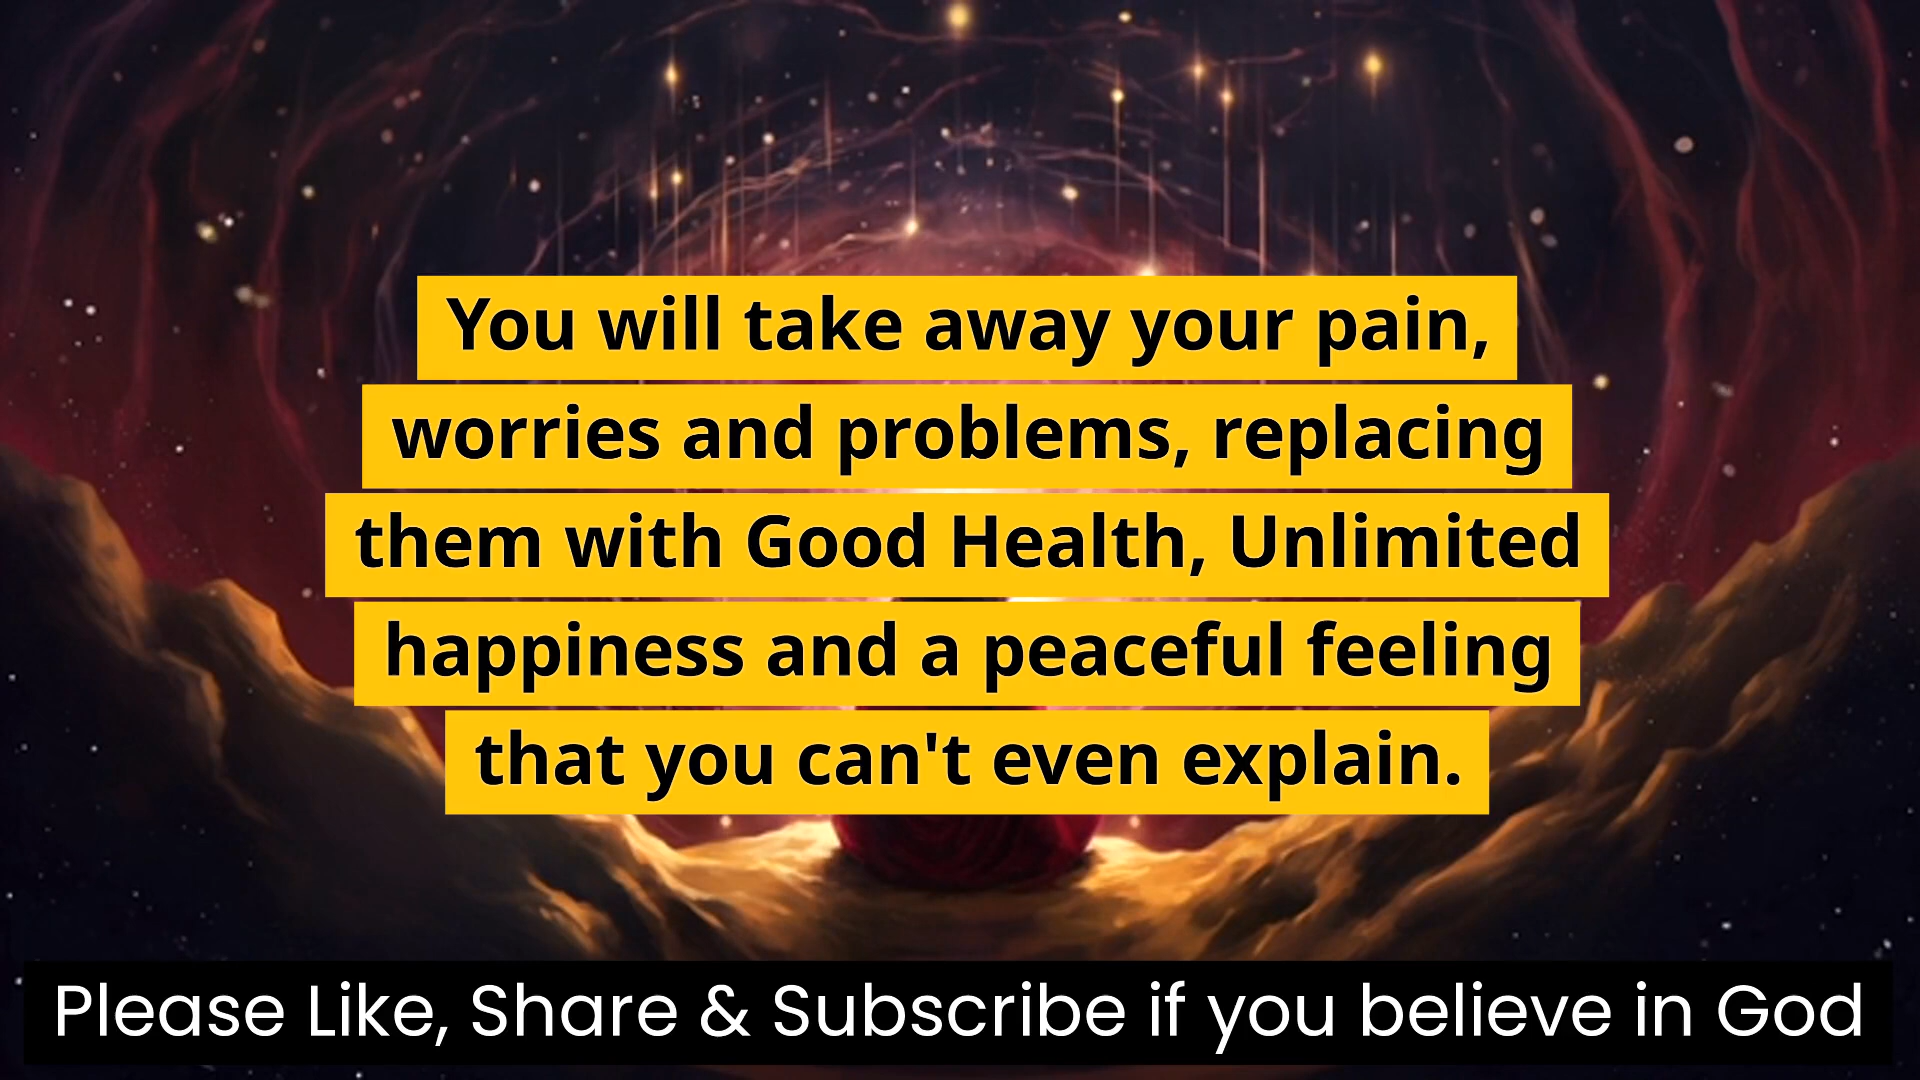 You will take away your pain,
worries and problems, replacing
them with Good Health, Unlimited
happiness and a peaceful feeling
that you can't even explain.
Please Like, Share & Subscribe if you believe in God